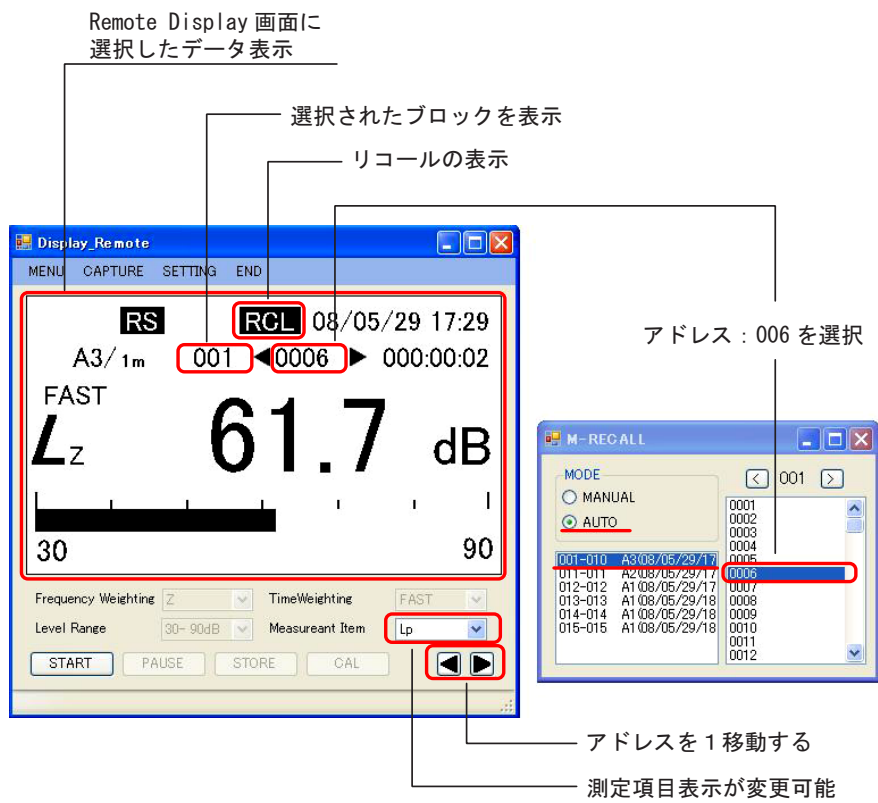 Remote Display 画面に
選択したデータ表示
選択されたブロックを表示
リコールの表示
Display_Remote
MENU CAPTURE SETTING END
RS RCL 08/05/29 17:29
A3/1m 001 ◀0006▶ 000:00:02
FAST
LZ 61.7 dB
30 90
Frequency Weighting Z TimeWeighting FAST
Level Range 30- 90dB Measureant Item Lp
START PAUSE STORE CAL ◀ ▶
アドレス：006 を選択
M-RECALL
MODE
MANUAL
AUTO
001-010 A3(08/05/29/17
011-011 A2(08/05/29/17
012-012 A1(08/05/29/17
013-013 A1(08/05/29/18
014-014 A1(08/05/29/18
015-015 A1(08/05/29/18
< 001 >
0001
0002
0003
0004
0005
0006
0007
0008
0009
0010
0011
0012
アドレスを１移動する
測定項目表示が変更可能